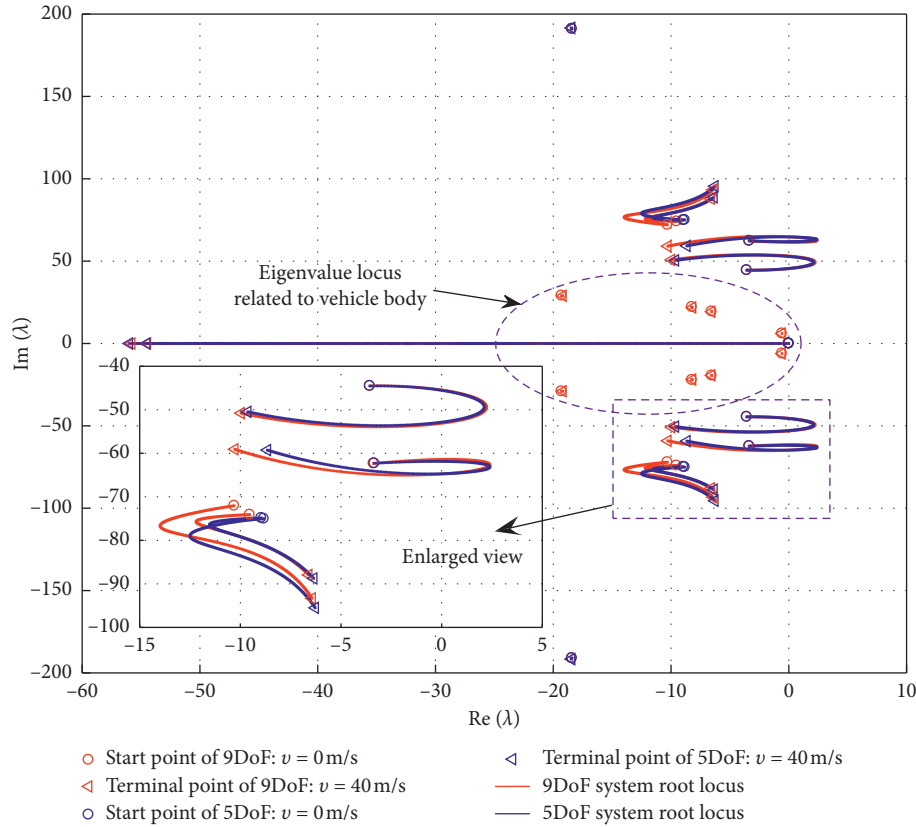 200
150
100
50
0
−50
−100
−150
−200
Im (λ)
−60
−50
−40
−30
−20
−10
0
10
Re (λ)
Eigenvalue locus
related to vehicle body
−40
−50
−60
−70
−80
−90
−100
−15
−10
−5
0
5
Enlarged view
Start point of 9DoF: v = 0 m/s
Terminal point of 9DoF: v = 40 m/s
Start point of 5DoF: v = 0 m/s
Terminal point of 5DoF: v = 40 m/s
9DoF system root locus
5DoF system root locus